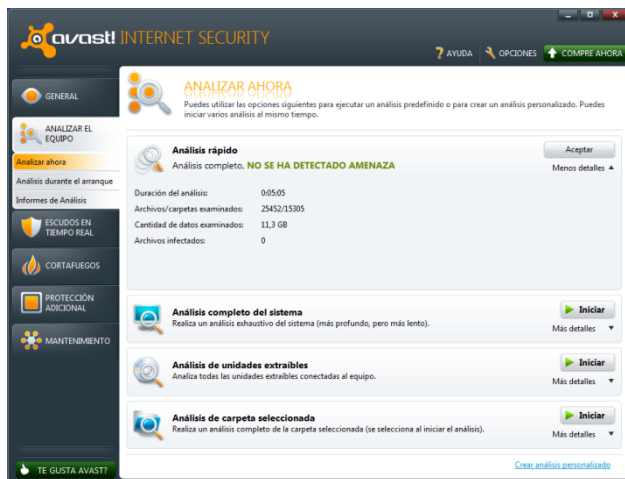 avast! INTERNET SECURITY
? AYUDA
OPCIONES
COMPRE AHORA
GENERAL
ANALIZAR EL
EQUIPO
Analizar ahora
Análisis durante el arranque
Informes de Análisis
ESCUDOS EN
TIEMPO REAL
CORTAFUEGOS
PROTECCIÓN
ADICIONAL
MANTENIMIENTO
TE GUSTA AVAST?
ANALIZAR AHORA
Puedes utilizar las opciones siguientes para ejecutar un análisis predefinido o para crear un análisis personalizado. Puedes
iniciar varios análisis al mismo tiempo.
Análisis rápido
Análisis completo, NO SE HA DETECTADO AMENAZA
Aceptar
Menos detalles
Duración del análisis: 0:05:05
Archivos/carpetas examinados: 25452/15305
Cantidad de datos examinados: 11,3 GB
Archivos infectados: 0
Análisis completo del sistema
Realiza un análisis exhaustivo del sistema (más profundo, pero más lento).
Iniciar
Más detalles
Análisis de unidades extraíbles
Analiza todas las unidades extraíbles conectadas al equipo.
Iniciar
Más detalles
Análisis de carpeta seleccionada
Realiza un análisis completo de la carpeta seleccionada (se selecciona al iniciar el análisis).
Iniciar
Más detalles
Crear análisis personalizado